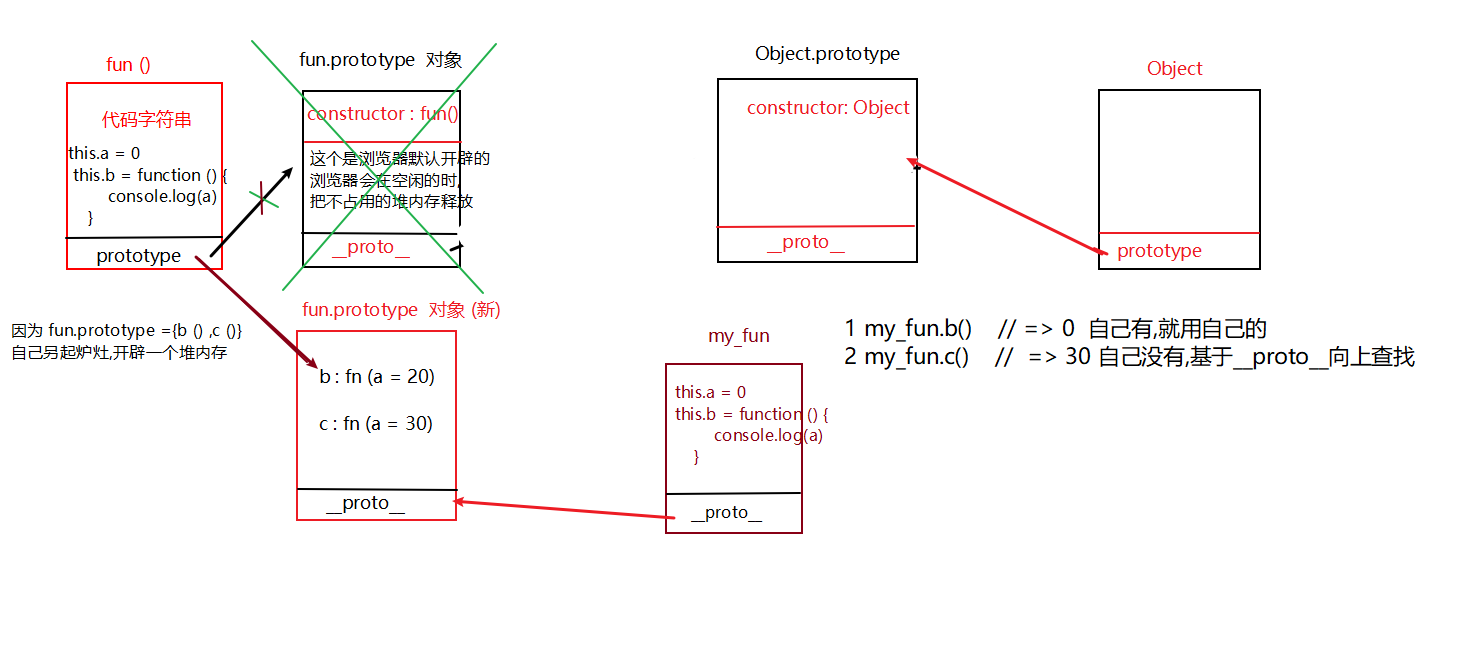 fun ()
代码字符串
this.a = 0
this.b = function () {
console.log(a)
}
prototype
因为 fun.prototype ={b () ,c ()}
自己另起炉灶,开辟一个堆内存
fun.prototype 对象
constructor : fun()
这个是浏览器默认开辟的
浏览器会在空闲的时,
把不占用的堆内存释放
__proto__
fun.prototype 对象 (新)
b : fn (a = 20)
c : fn (a = 30)
__proto__
my_fun
this.a = 0
this.b = function () {
console.log(a)
}
__proto__
Object.prototype
constructor: Object
__proto__
Object
prototype
1 my_fun.b() // => 0 自己有,就用自己的
2 my_fun.c() // => 30 自己没有,基于__proto__向上查找